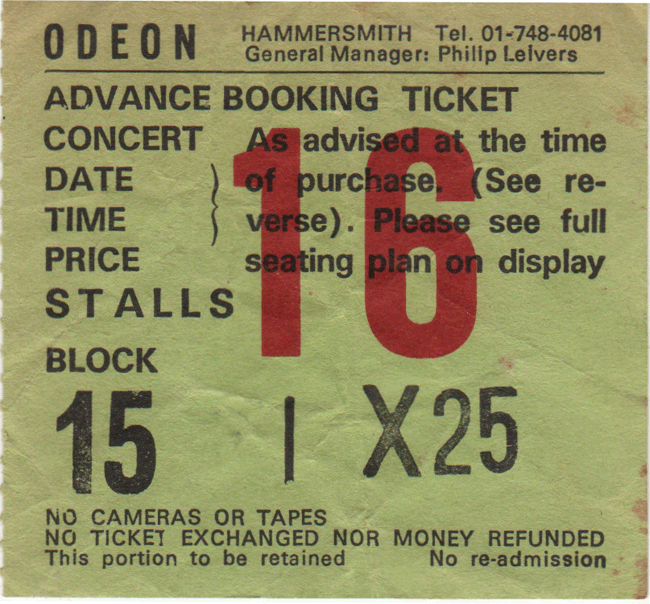 ODEON HAMMERSMITH Tel. 01-748-4081
General Manager: Philip Leivers
ADVANCE BOOKING TICKET
CONCERT As advised at the time
DATE of purchase. (See re-
TIME verse). Please see full
PRICE seating plan on display
16
STALLS
BLOCK
15 | X25
NO CAMERAS OR TAPES
NO TICKET EXCHANGED NOR MONEY REFUNDED
This portion to be retained No re-admission